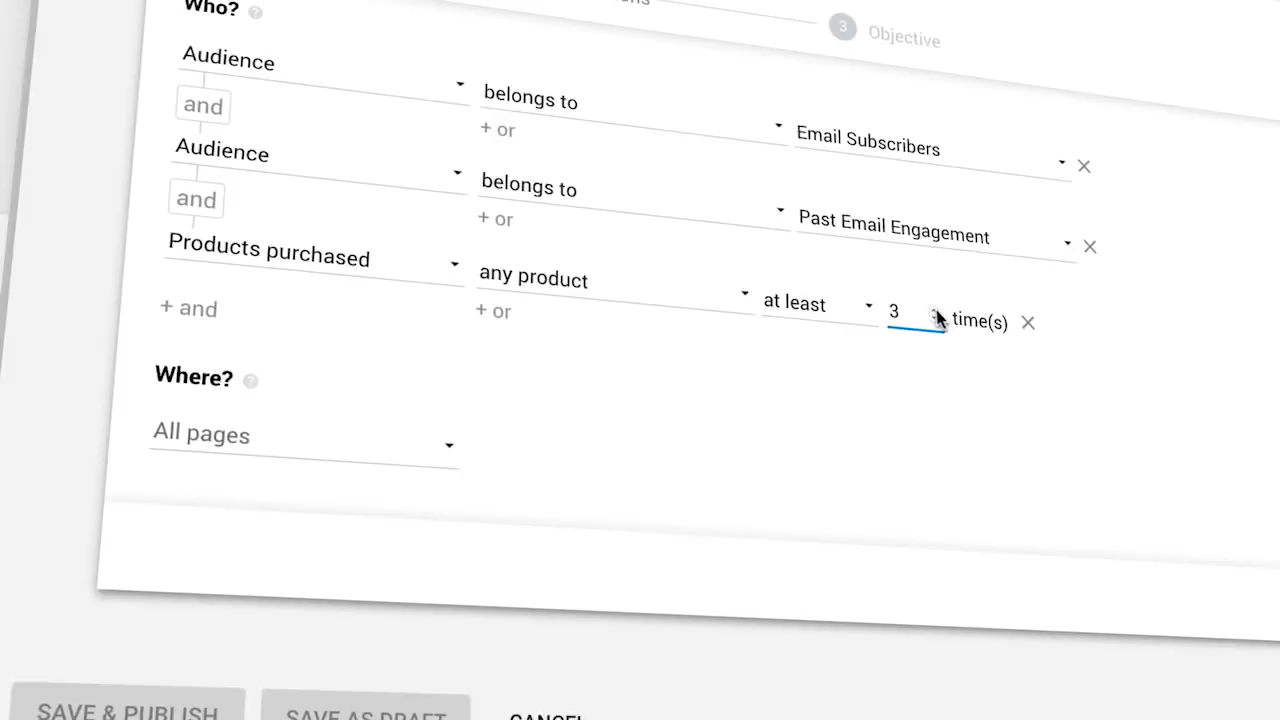 3 Objective
Who? ?
Audience belongs to Email Subscribers
+ or
and
Audience belongs to Past Email Engagement
+ or
and
Products purchased any product at least 3 time(s)
+ or
+ and
Where? ?
All pages
SAVE & PUBLISH SAVE AS DRAFT CANCEL